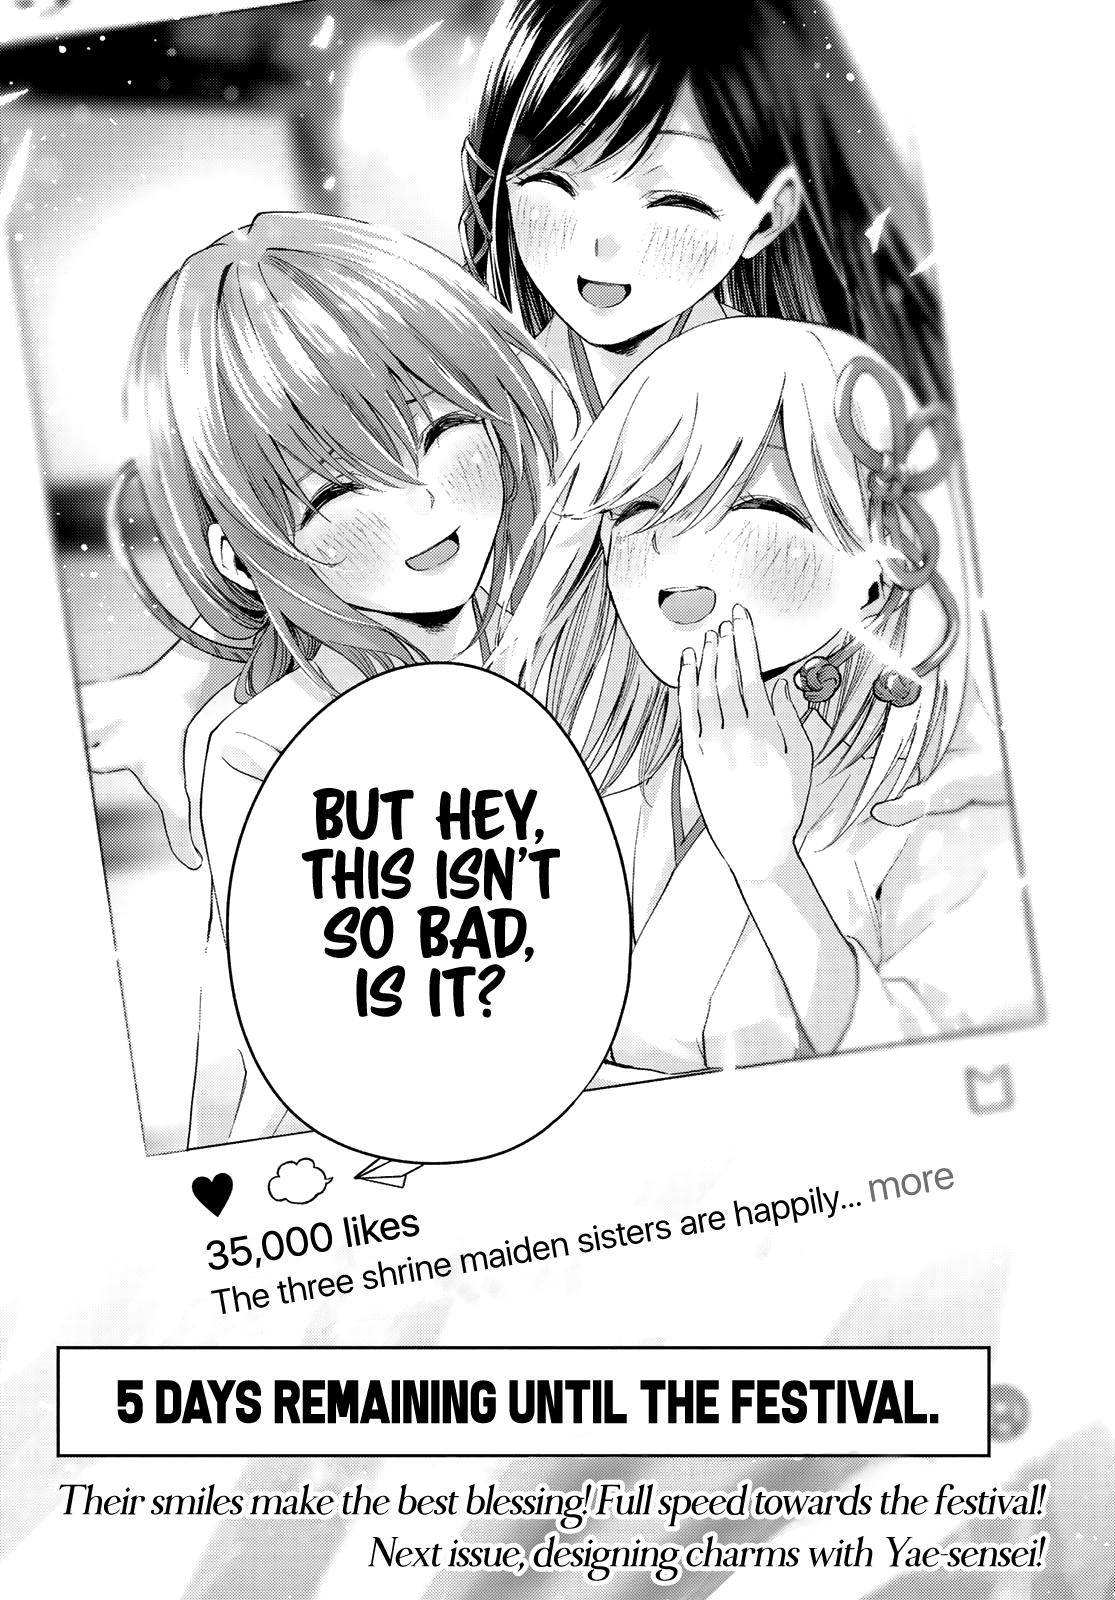 BUT HEY,
THIS ISN'T
SO BAD,
IS IT?
35,000 likes
The three shrine maiden sisters are happily... more
5 DAYS REMAINING UNTIL THE FESTIVAL.
Their smiles make the best blessing! Full speed towards the festival!
Next issue, designing charms with Yae-sensei!